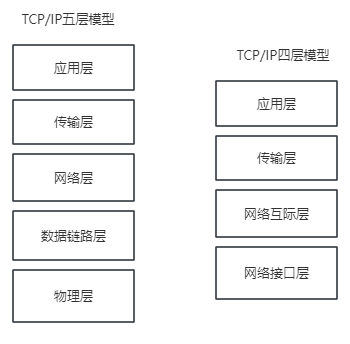 TCP/IP五层模型
应用层
传输层
网络层
数据链路层
物理层
TCP/IP四层模型
应用层
传输层
网络互际层
网络接口层